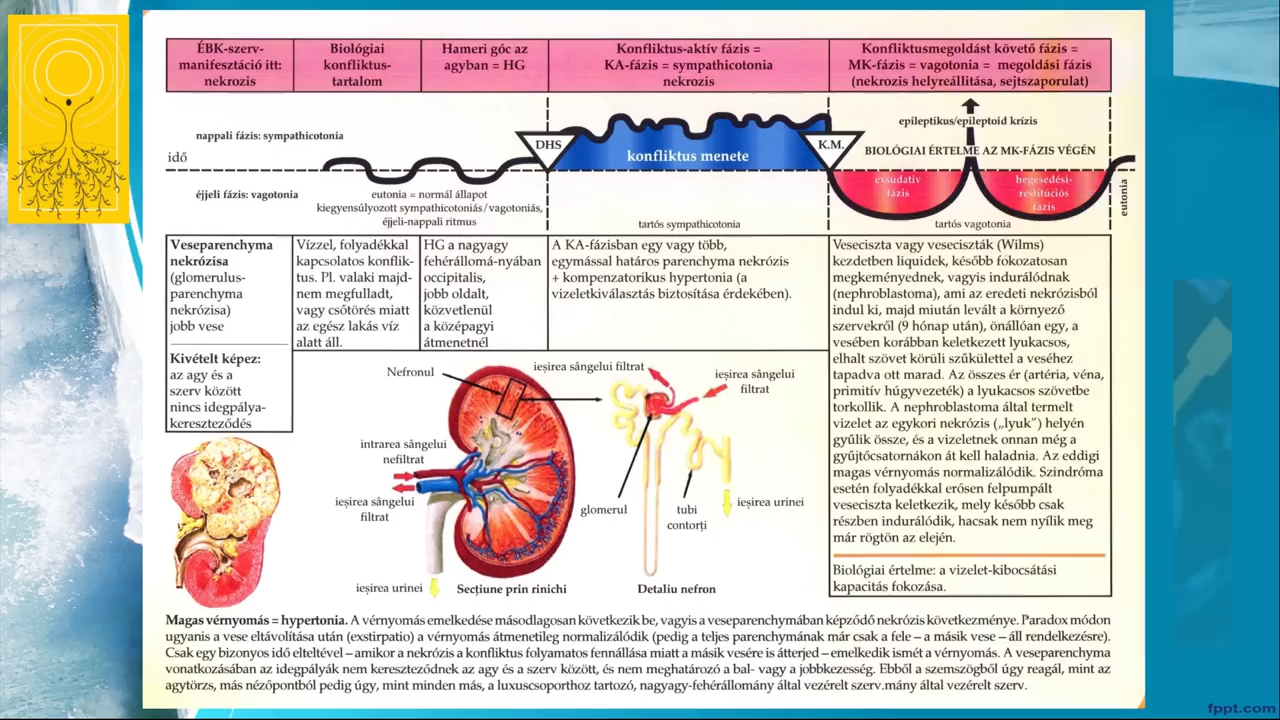 ÉBK-szerv-
manifesztáció itt:
nekrozis
Biológiai
konfliktus-
tartalom
Hameri góc az
agyban = HG
Konfliktus-aktív fázis =
KA-fázis = sympathicotonia
nekrozis
Konfliktusmegoldást követő fázis =
MK-fázis = vagotonia = megoldási fázis
(nekrozis helyreállitása, sejtszaporulat)
nappali fázis: sympathicotonia
idő
éjjeli fázis: vagotonia
eutonia = normál állapot
kiegyensúlyozott sympathicotoniás/vagotoniás,
éjjeli-nappali ritmus
DHS
konfliktus menete
tartós sympathicotonia
K.M.
epileptikus/epileptoid krízis
BIOLÓGIAI ÉRTELME AZ MK-FÁZIS VÉGÉN
exsudatív
fázis
hegesedési-
restitúciós
fázis
tartós vagotonia
eutonia
Veseparenchyma
nekrózisa
(glomerulus-
parenchyma
nekrózisa)
jobb vese
Kivételt képez:
az agy és a
szerv között
nincs idegpálya-
kereszteződés
Vízzel, folyadékkal
kapcsolatos konflik-
tus. Pl. valaki majd-
nem megfulladt,
vagy csőtörés miatt
az egész lakás víz
alatt áll.
HG a nagyagy
fehérállomá-nyában
occipitalis,
jobb oldalt,
közvetlenül
a középagyi
átmenetnél
A KA-fázisban egy vagy több,
egymással határos parenchyma nekrózis
+ kompenzatorikus hypertonia (a
vizeletkiválasztás biztosítása érdekében).
Veseciszta vagy veseciszták (Wilms)
kezdetben liquidek, később fokozatosan
megkeményednek, vagyis indurálódnak
(nephroblastoma), ami az eredeti nekrózisból
indul ki, majd miután levált a környező
szervekről (9 hónap után), önállóan egy, a
vesében korábban keletkezett lyukacsos,
elhalt szövet körüli szűkülettel a veséhez
tapadva ott marad. Az összes ér (artéria, véna,
primitív húgyvezeték) a lyukacsos szövetbe
torkollik. A nephroblastoma által termelt
vizelet az egykori nekrózis („lyuk”) helyén
gyűlik össze, és a vizeletnek onnan még a
gyűjtőcsatornákon át kell haladnia. Az eddigi
magas vérnyomás normalizálódik. Szindróma
esetén folyadékkal erősen felpumpált
veseciszta keletkezik, mely később csak
részben indurálódik, hacsak nem nyílik meg
már rögtön az elején.
Biológiai értelme: a vizelet-kibocsátási
kapacitás fokozása.
Nefronul
ieșirea sângelui filtrat
ieșirea sângelui
filtrat
intrarea sângelui
nefiltrat
ieșirea sângelui
filtrat
glomerul
tubi
contorți
ieșirea urinei
ieșirea urinei
Secțiune prin rinichi
Detaliu nefron
Magas vérnyomás = hypertonia. A vérnyomás emelkedése másodlagosan következik be, vagyis a veseparenchymában képződő nekrózis következménye. Paradox módon
ugyanis a vese eltávolítása után (exstirpatio) a vérnyomás átmenetileg normalizálódik (pedig a teljes parenchymának már csak a fele – a másik vese – áll rendelkezésre).
Csak egy bizonyos idő elteltével – amikor a nekrózis a konfliktus folyamatos fennállása miatt a másik vesére is átterjed – emelkedik ismét a vérnyomás. A veseparenchyma
vonatkozásában az idegpályák nem kereszteződnek az agy és a szerv között, és nem meghatározó a bal- vagy a jobbkezesség. Ebből a szemszögből úgy reagál, mint az
agytörzs, más nézőpontból pedig úgy, mint minden más, a luxuscsoporthoz tartozó, nagyagy-fehérállomány által vezérelt szerv.mány által vezérelt szerv.
fppt.com